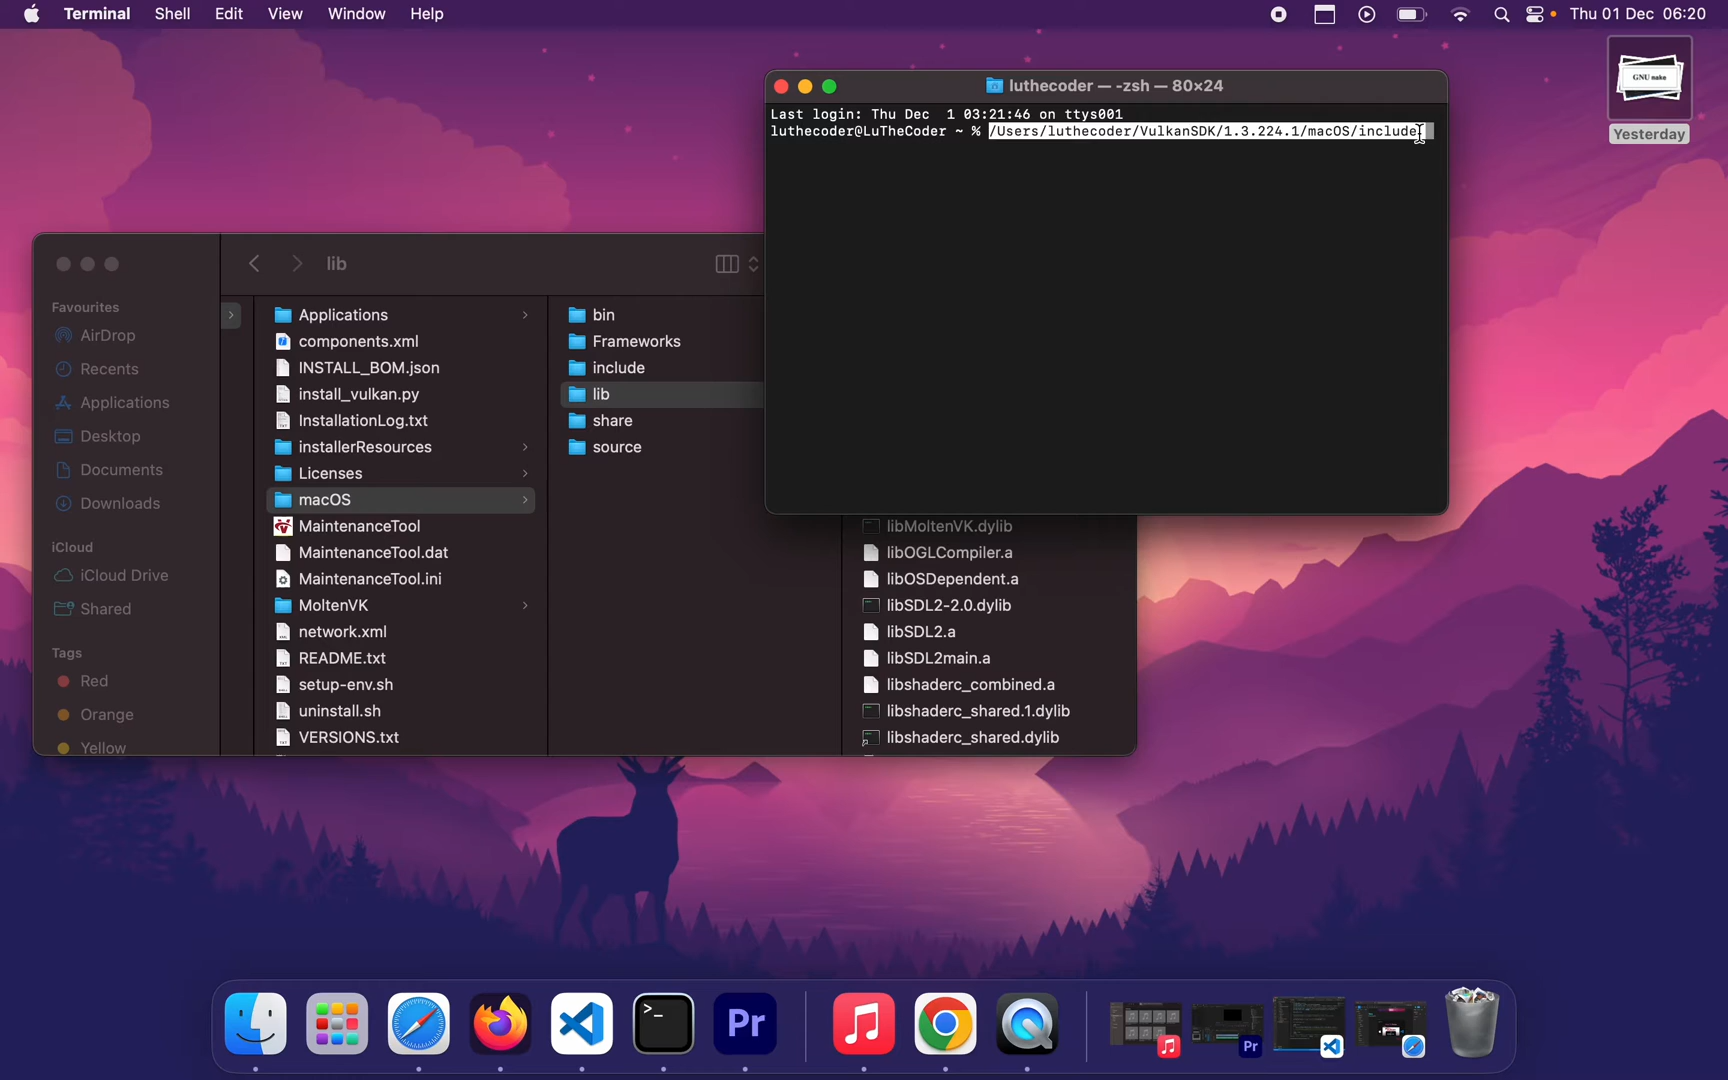 Terminal Shell Edit View Window Help
Thu 01 Dec 06:20
GNU make
Yesterday
luthecoder — -zsh — 80×24
Last login: Thu Dec 1 03:21:46 on ttys001
luthecoder@LuTheCoder ~ % /Users/luthecoder/VulkanSDK/1.3.224.1/macOS/include
lib
Favourites
AirDrop
Recents
Applications
Desktop
Documents
Downloads
iCloud
iCloud Drive
Shared
Tags
Red
Orange
Yellow
Applications
components.xml
INSTALL_BOM.json
install_vulkan.py
InstallationLog.txt
installerResources
Licenses
macOS
MaintenanceTool
MaintenanceTool.dat
MaintenanceTool.ini
MoltenVK
network.xml
README.txt
setup-env.sh
uninstall.sh
VERSIONS.txt
bin
Frameworks
include
lib
share
source
libMoltenVK.dylib
libOGLCompiler.a
libOSDependent.a
libSDL2-2.0.dylib
libSDL2.a
libSDL2main.a
libshaderc_combined.a
libshaderc_shared.1.dylib
libshaderc_shared.dylib
>_
Pr
Pr